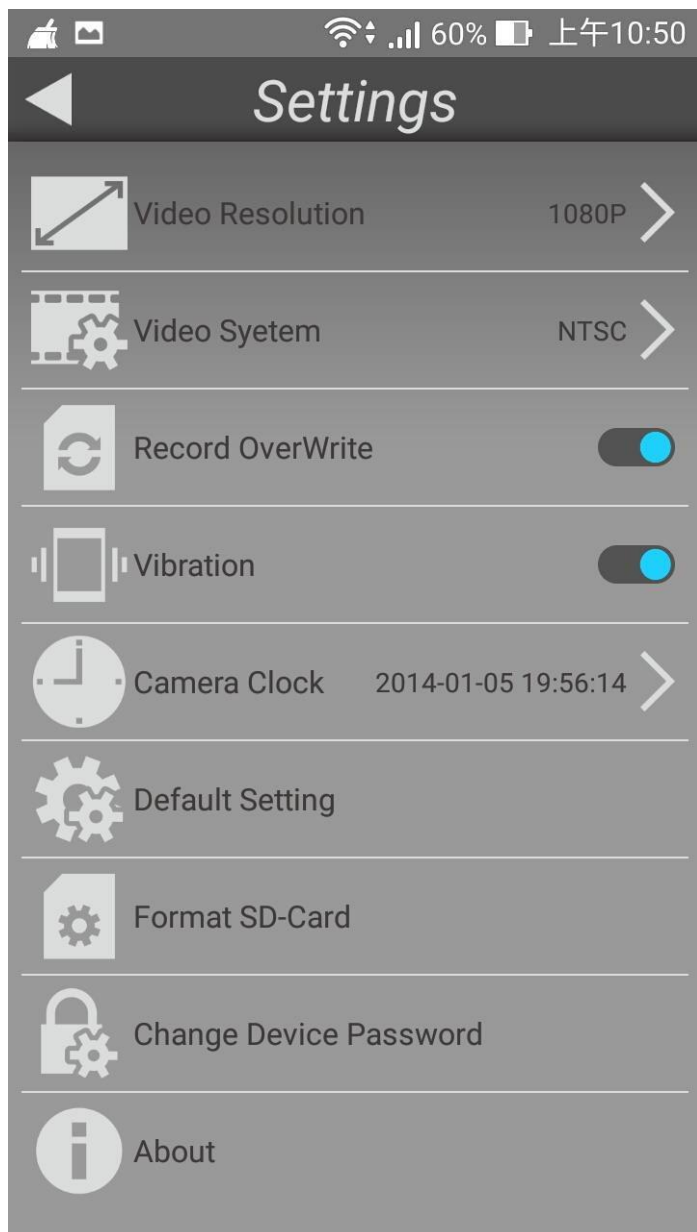 60% 上午10:50
Settings
Video Resolution 1080P
Video Syetem NTSC
Record OverWrite
Vibration
Camera Clock 2014-01-05 19:56:14
Default Setting
Format SD-Card
Change Device Password
About